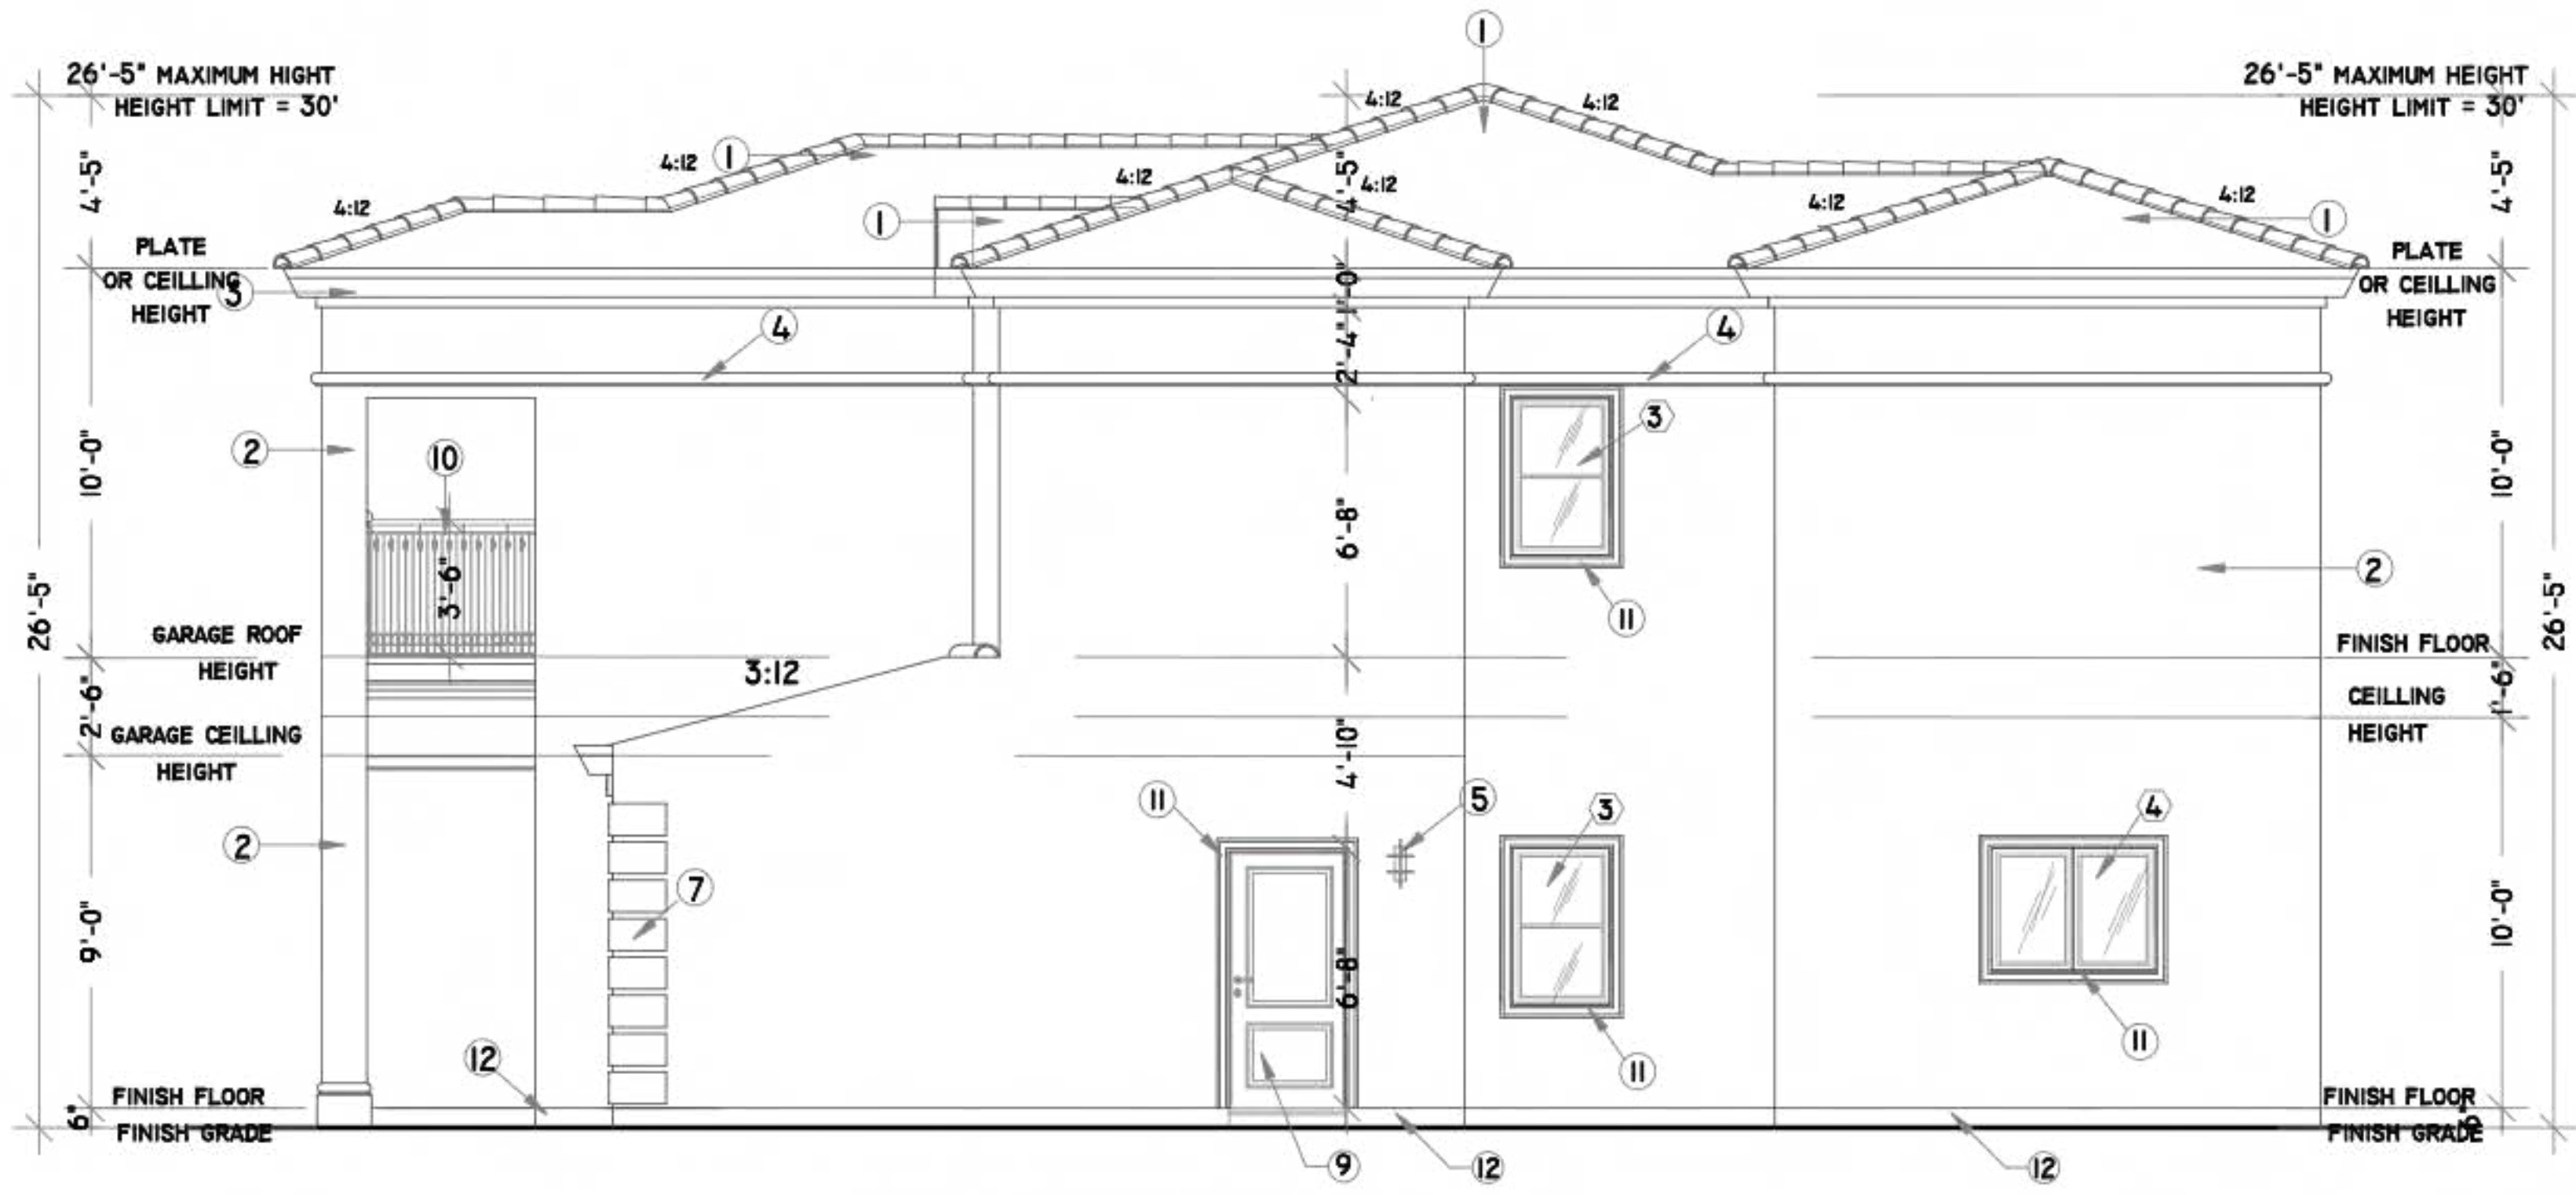 1
26'-5" MAXIMUM HIGHT
HEIGHT LIMIT = 30'
26'-5" MAXIMUM HEIGHT
HEIGHT LIMIT = 30'
4:12
4:12
4:12
1
4:12
4:12
4:12
4:12
4:12
1
1
4'-5"
4'-5"
4'-5"
PLATE
OR CEILLING
HEIGHT
3
PLATE
OR CEILLING
HEIGHT
1'-0"
2'-4"
4
4
3
2
10
10'-0"
10'-0"
6'-8"
3'-6"
2
11
26'-5"
26'-5"
GARAGE ROOF
HEIGHT
3:12
FINISH FLOOR
2'-6"
1'-6"
CEILLING
HEIGHT
GARAGE CEILLING
HEIGHT
4'-10"
11
5
3
4
2
7
9'-0"
6'-8"
10'-0"
12
11
11
FINISH FLOOR
6"
FINISH GRADE
FINISH FLOOR
6"
FINISH GRADE
9
12
12